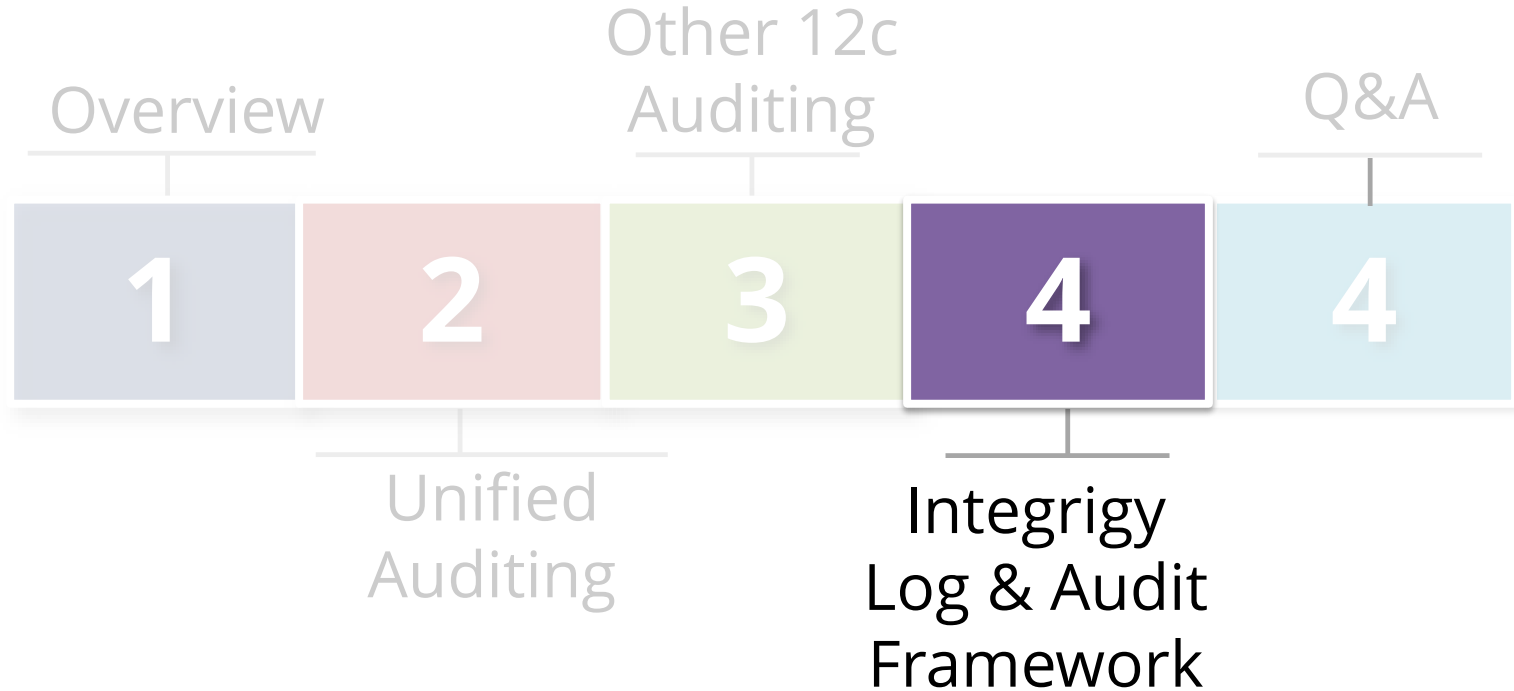 Overview
Other 12c
Auditing
Q&A
1
2
3
4
4
Unified
Auditing
Integrigy
Log & Audit
Framework